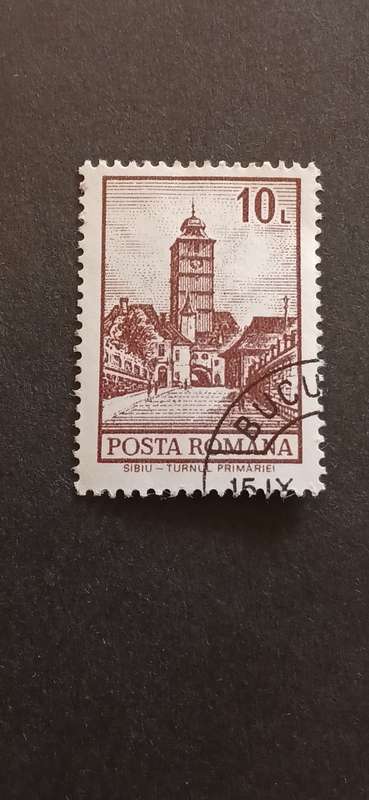 10L
POSTA ROMANA
SIBIU – TURNUL PRIMĂRIEI
BUCU
15 IX